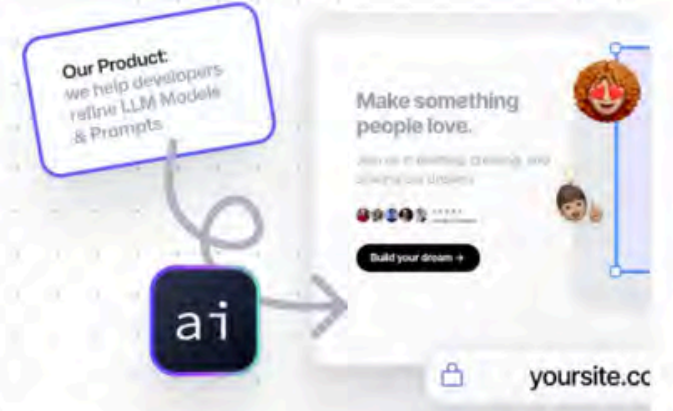 Our Product:
we help developers
refine LLM Models
& Prompts
ai
Make something
people love.
Build your dream →
yoursite.co